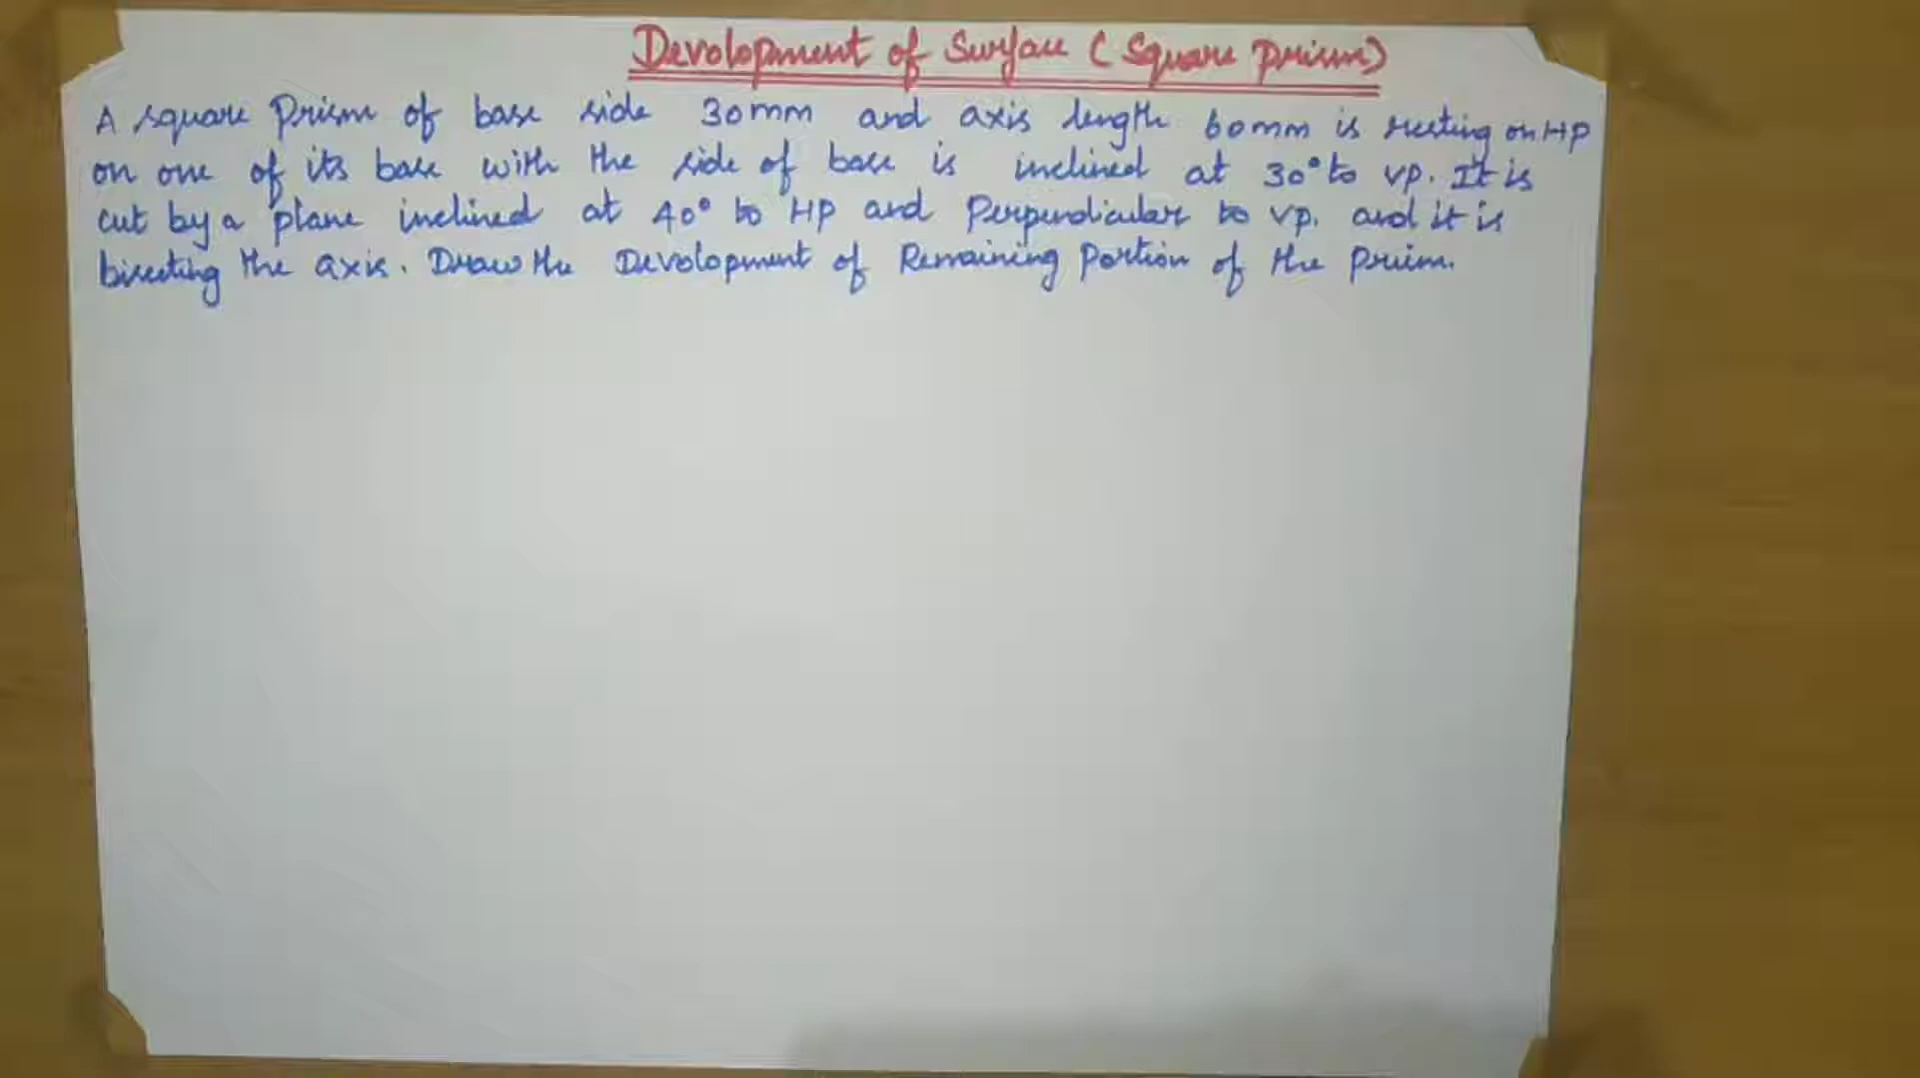 Devolopment of Surface (Square Prism)
A square Prism of base side 30mm and axis length 60mm is resting on HP
on one of its base with the side of base is inclined at 30° to VP. It is
cut by a plane inclined at 40° to HP and Perpendicular to VP. and it is
bisecting the axis. Draw the Devolopment of Remaining Portion of the Prism.